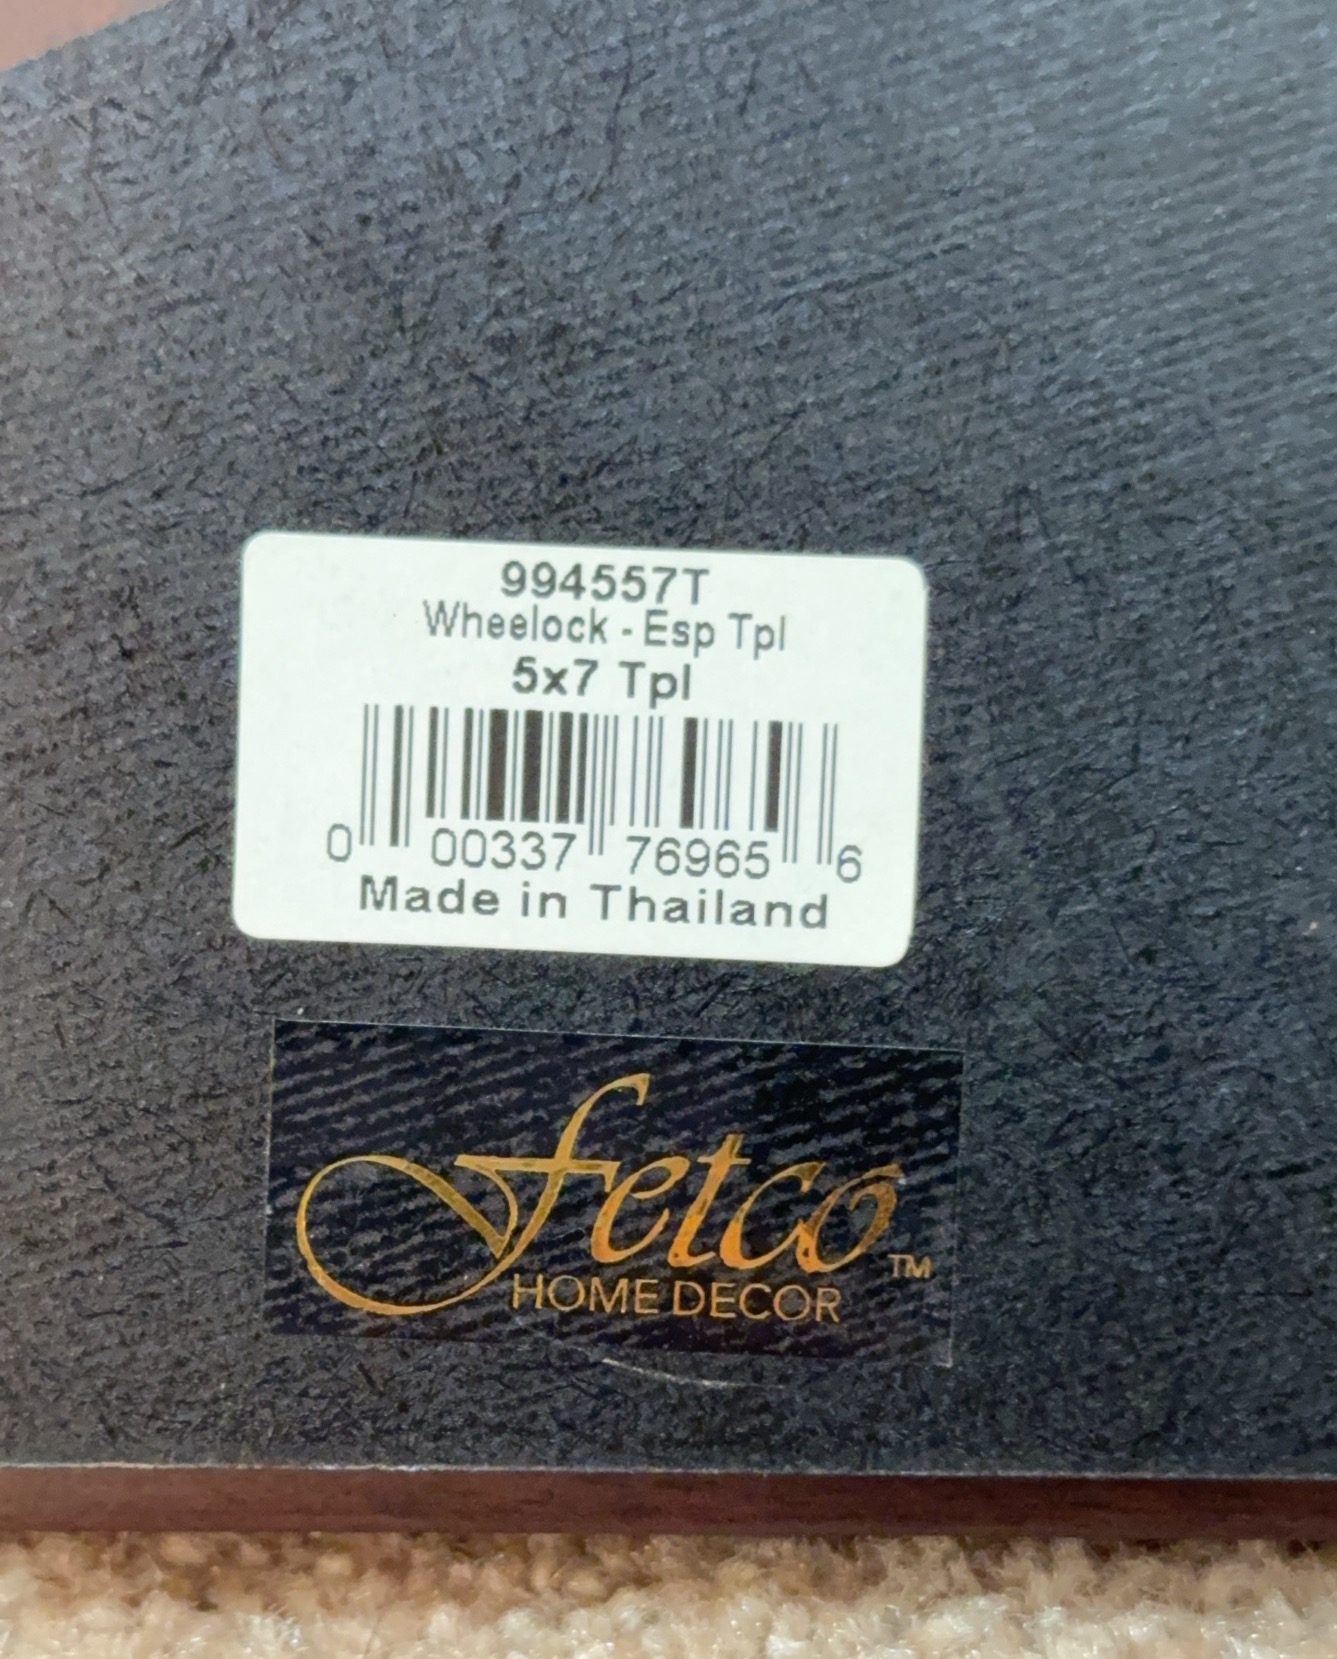 994557T
Wheelock - Esp Tpl
5x7 Tpl
0 00337 76965 6
Made in Thailand
fetco TM
HOME DECOR